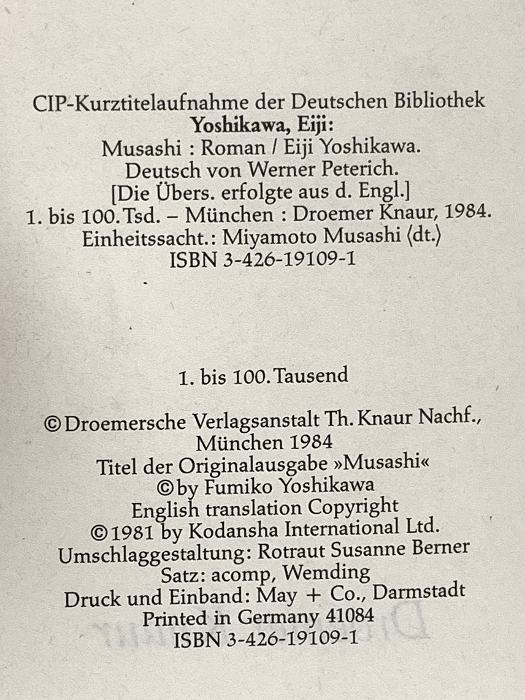 CIP-Kurztitelaufnahme der Deutschen Bibliothek
Yoshikawa, Eiji:
Musashi : Roman / Eiji Yoshikawa.
Deutsch von Werner Peterich.
[Die Übers. erfolgte aus d. Engl.]
1. bis 100. Tsd. – München : Droemer Knaur, 1984.
Einheitssacht.: Miyamoto Musashi ⟨dt.⟩
ISBN 3-426-19109-1
1. bis 100. Tausend
© Droemersche Verlagsanstalt Th. Knaur Nachf.,
München 1984
Titel der Originalausgabe »Musashi«
© by Fumiko Yoshikawa
English translation Copyright
© 1981 by Kodansha International Ltd.
Umschlaggestaltung: Rotraut Susanne Berner
Satz: acomp, Wemding
Druck und Einband: May + Co., Darmstadt
Printed in Germany 41084
ISBN 3-426-19109-1